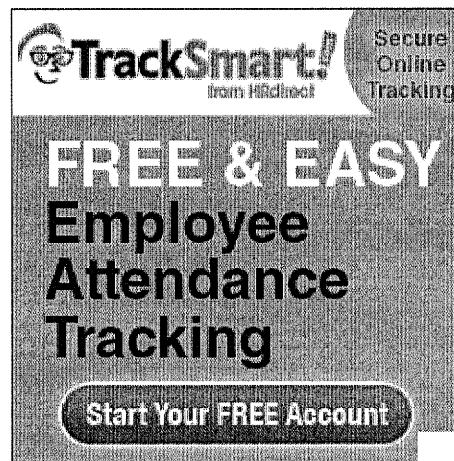 TrackSmart!
from HRdirect
Secure
Online
Tracking
FREE & EASY
Employee
Attendance
Tracking
Start Your FREE Account